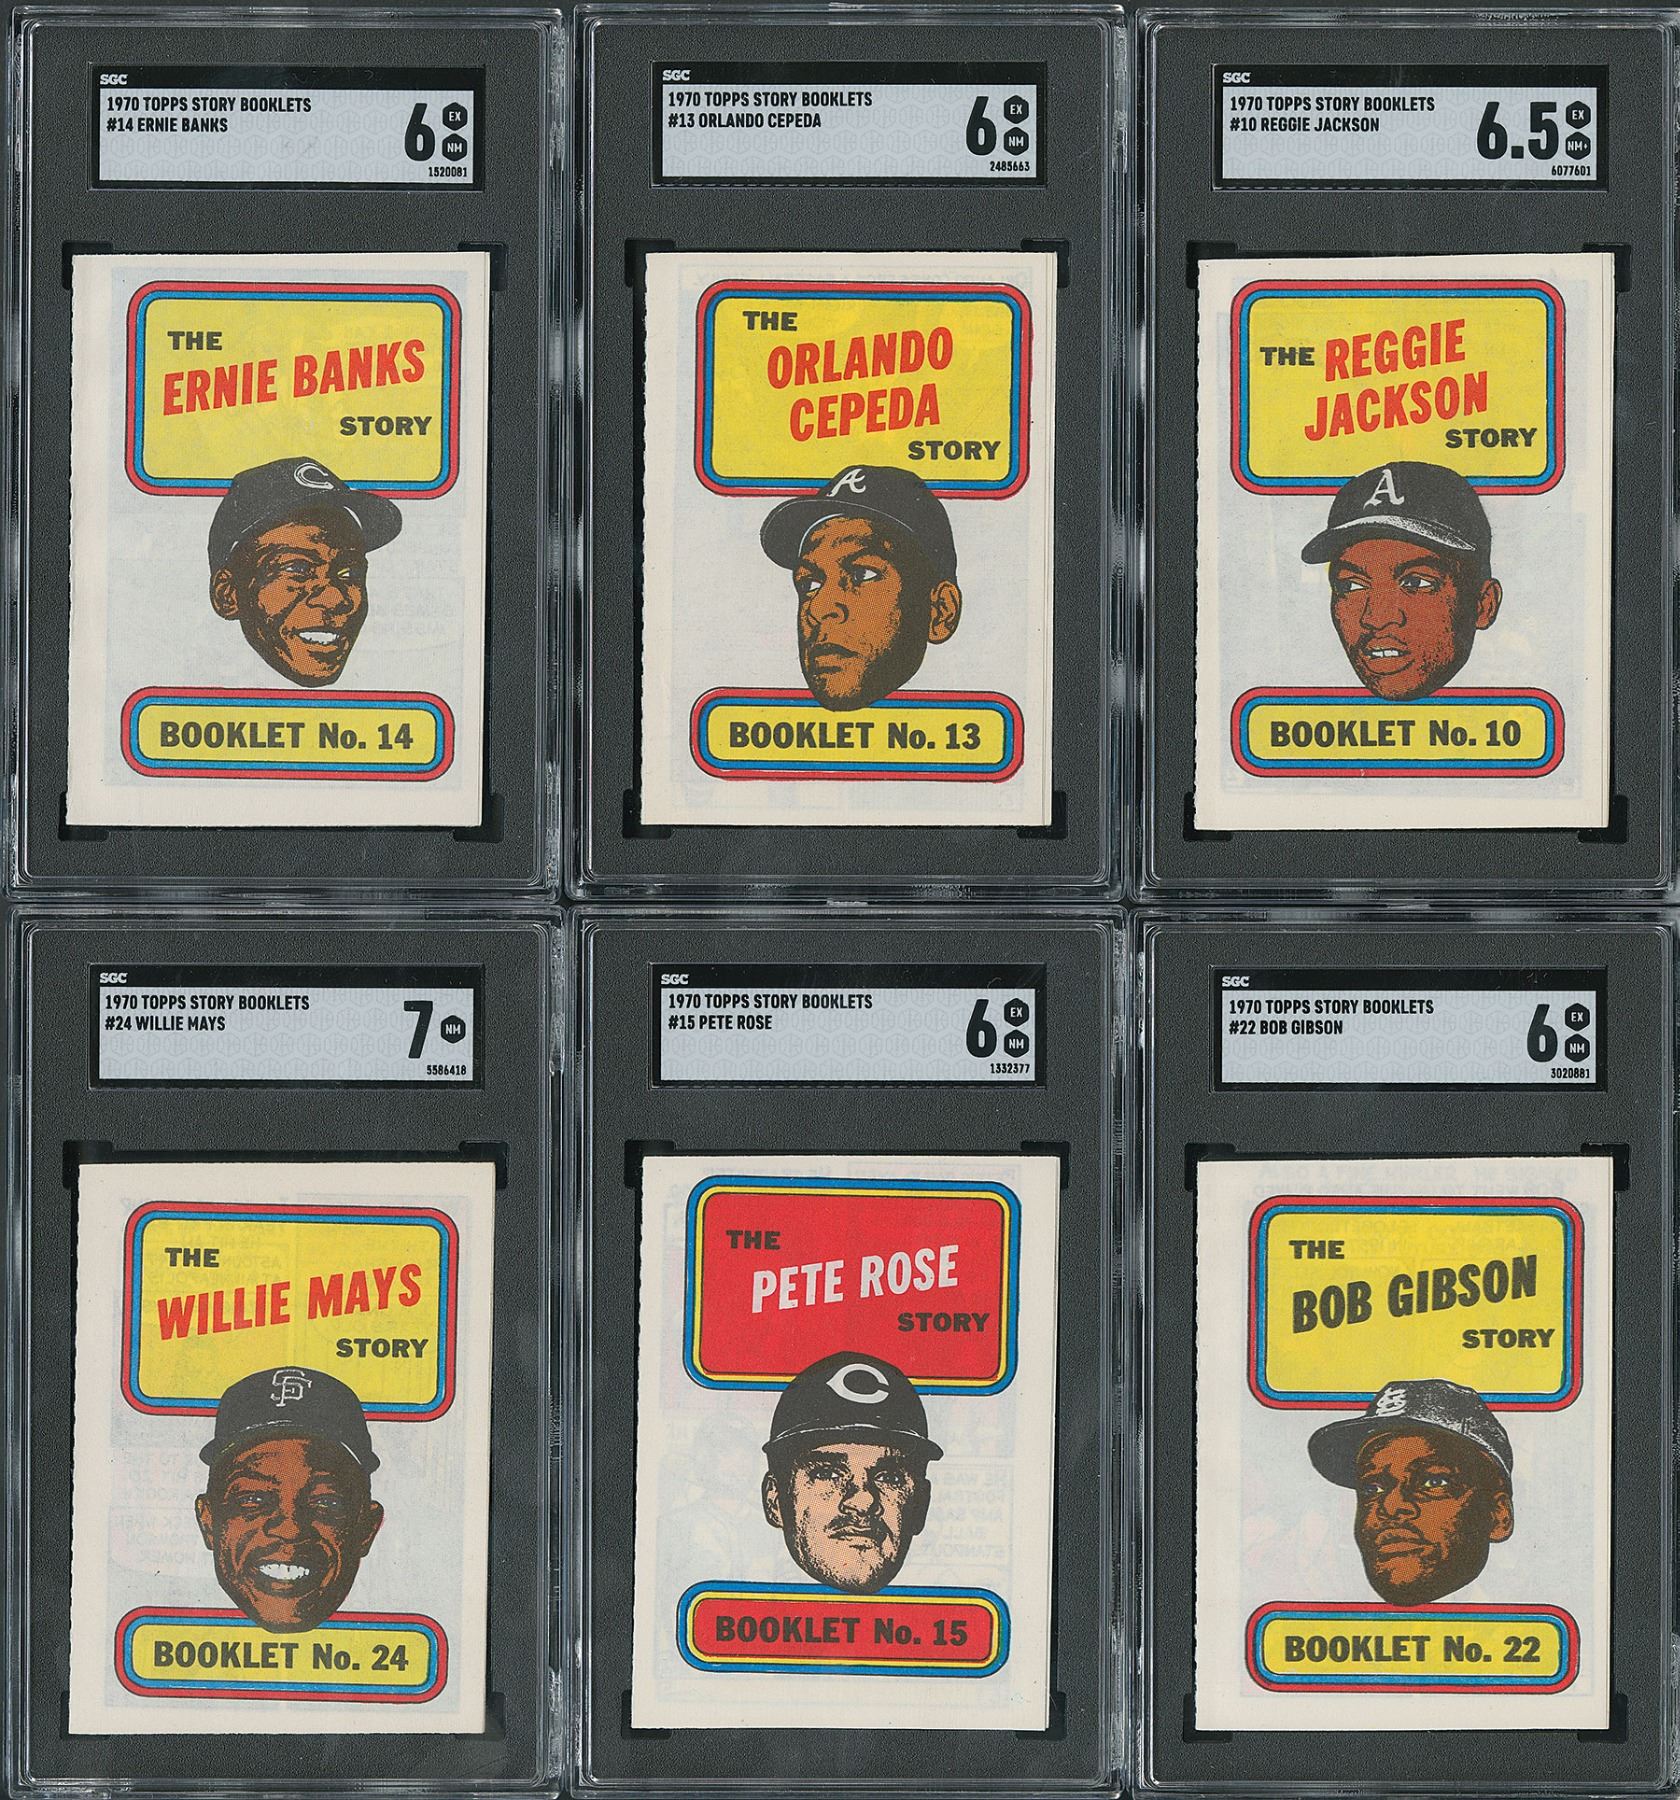 SGC
1970 TOPPS STORY BOOKLETS
#14 ERNIE BANKS
6
EX
NM
1520081
THE
ERNIE BANKS
STORY
C
BOOKLET No. 14
SGC
1970 TOPPS STORY BOOKLETS
#13 ORLANDO CEPEDA
6
EX
NM
2485663
THE
ORLANDO
CEPEDA
STORY
A
BOOKLET No. 13
SGC
1970 TOPPS STORY BOOKLETS
#10 REGGIE JACKSON
6.5
EX
NM+
6077601
THE REGGIE
JACKSON
STORY
A
BOOKLET No. 10
SGC
1970 TOPPS STORY BOOKLETS
#24 WILLIE MAYS
7
NM
5586418
THE
WILLIE MAYS
STORY
SF
BOOKLET No. 24
SGC
1970 TOPPS STORY BOOKLETS
#15 PETE ROSE
6
EX
NM
1332377
THE
PETE ROSE
STORY
C
BOOKLET No. 15
SGC
1970 TOPPS STORY BOOKLETS
#22 BOB GIBSON
6
EX
NM
3020881
THE
BOB GIBSON
STORY
STL
BOOKLET No. 22